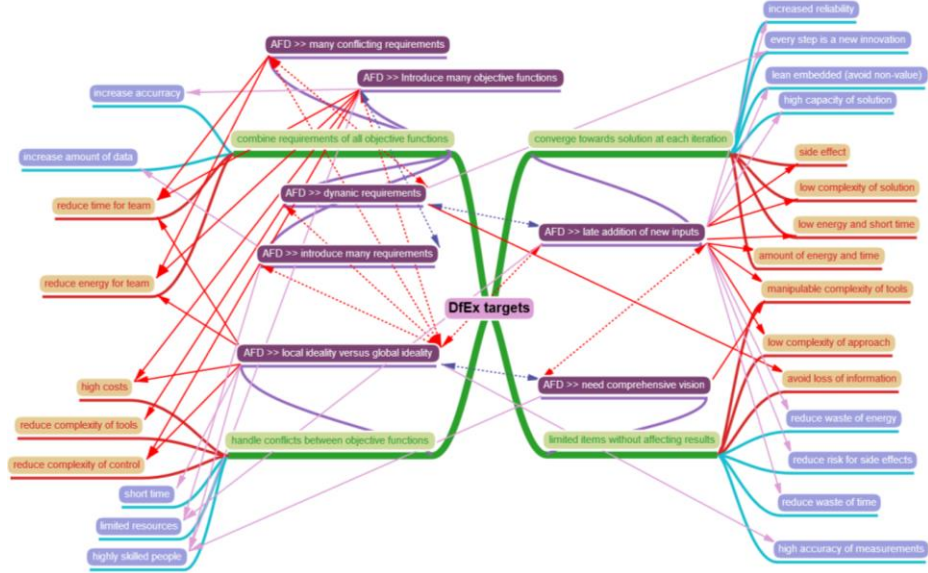 increased reliability
AFD >> many conflicting requirements
every step is a new innovation
AFD >> Introduce many objective functions
lean embedded (avoid non-value)
increase accurracy
high capacity of solution
combine requirements of all objective functions
converge towards solution at each iteration
increase amount of data
side effect
AFD >> dynanic requirements
low complexity of solution
reduce time for team
low energy and short time
AFD >> late addition of new inputs
AFD >> introduce many requirements
amount of energy and time
reduce energy for team
manipulable complexity of tools
DfEx targets
low complexity of approach
AFD >> local ideality versus global ideality
avoid loss of information
high costs
AFD >> need comprehensive vision
reduce complexity of tools
reduce waste of energy
handle conflicts between objective functions
limited items without affecting results
reduce complexity of control
reduce risk for side effects
short time
reduce waste of time
limited resources
high accuracy of measurements
highly skilled people